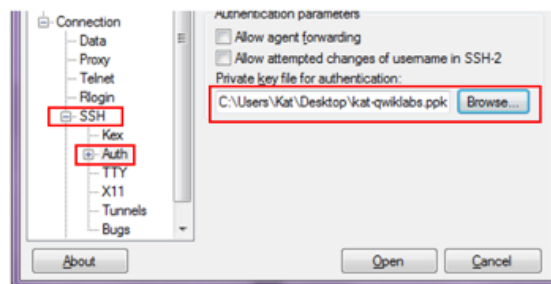 Connection
Data
Proxy
Telnet
Rlogin
SSH
Kex
Auth
TTY
X11
Tunnels
Bugs
Authentication parameters
Allow agent forwarding
Allow attempted changes of username in SSH-2
Private key file for authentication:
C:\Users\Kat\Desktop\kat-qwiklabs.ppk Browse...
About Open Cancel